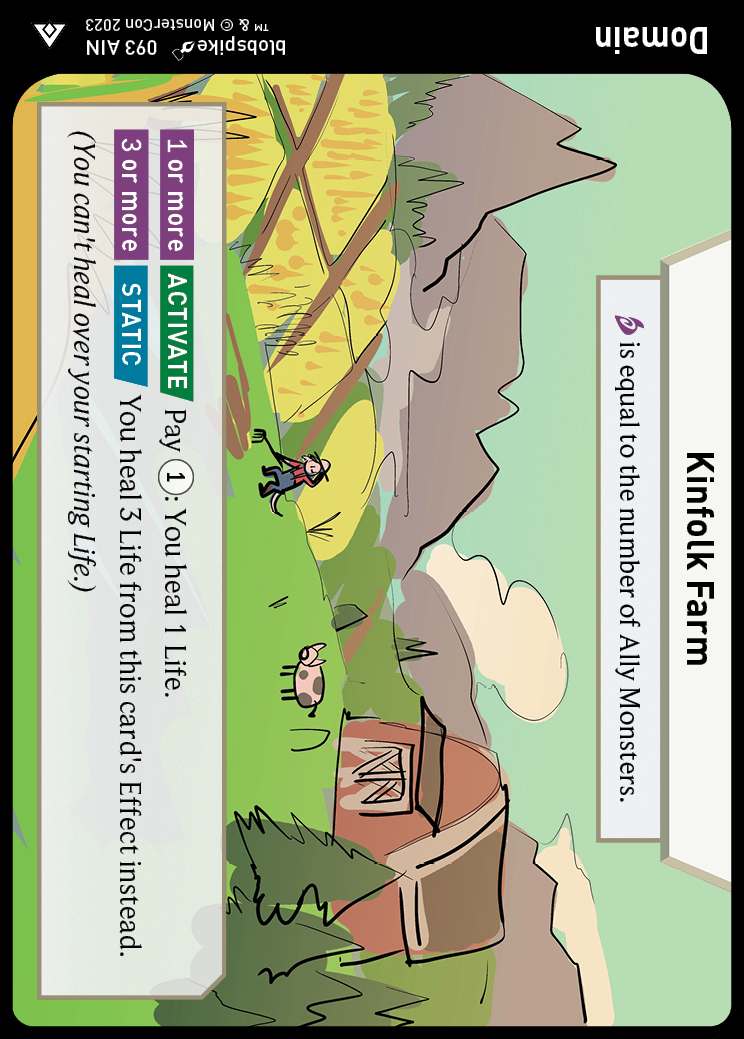 Kinfolk Farm
is equal to the number of Ally Monsters.
1 or more ACTIVATE Pay 1: You heal 1 Life.
3 or more STATIC You heal 3 Life from this card's Effect instead.
(You can't heal over your starting Life.)
Domain
blobspike 093 AIN
™ & © MonsterCon 2023